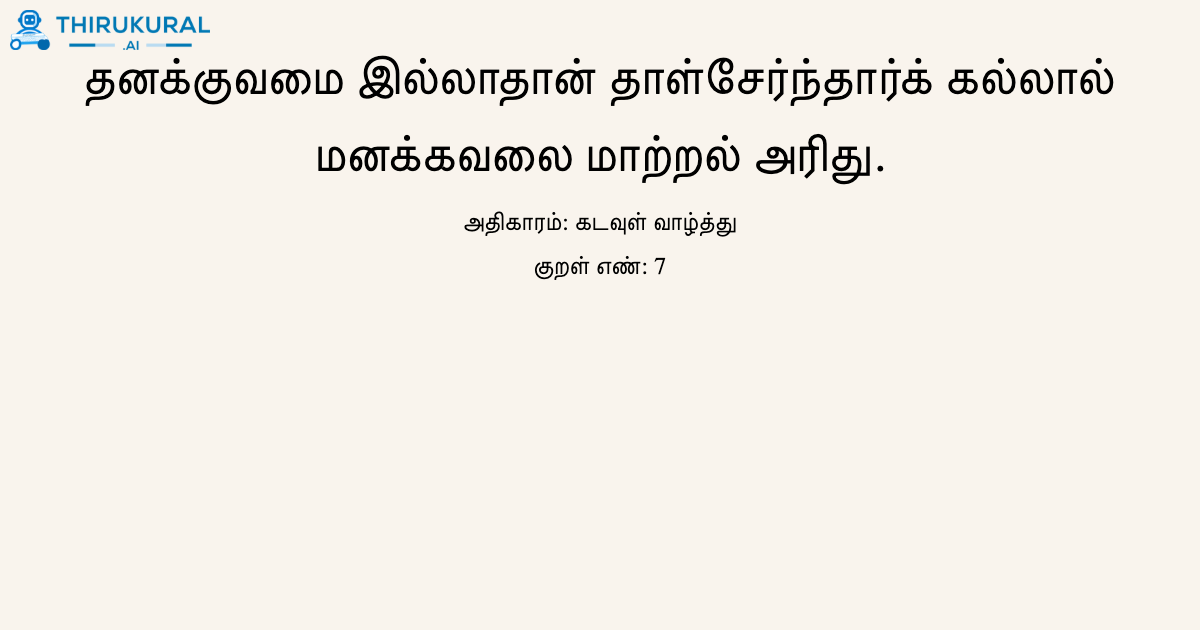 THIRUKURAL
.AI
தனக்குவமை இல்லாதான் தாள்சேர்ந்தார்க் கல்லால்
மனக்கவலை மாற்றல் அரிது.
அதிகாரம்: கடவுள் வாழ்த்து
குறள் எண்: 7